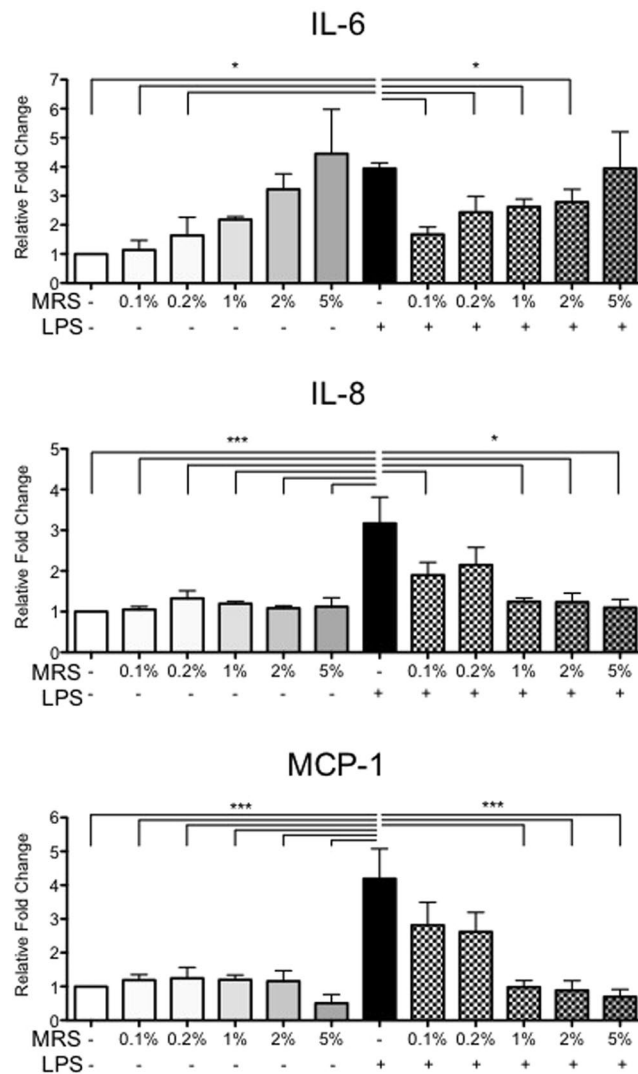 IL-6
* *
7
6
5
4
3
2
1
0
Relative Fold Change
MRS - 0.1% 0.2% 1% 2% 5% - 0.1% 0.2% 1% 2% 5%
LPS - - - - - - + + + + + +
IL-8
*** *
5
4
3
2
1
0
Relative Fold Change
MRS - 0.1% 0.2% 1% 2% 5% - 0.1% 0.2% 1% 2% 5%
LPS - - - - - - + + + + + +
MCP-1
*** ***
6
5
4
3
2
1
0
Relative Fold Change
MRS - 0.1% 0.2% 1% 2% 5% - 0.1% 0.2% 1% 2% 5%
LPS - - - - - - + + + + + +